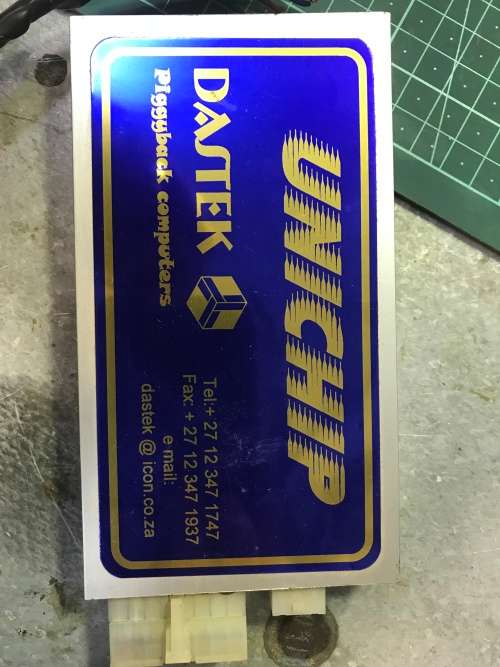 UNICHIP
DASTEK
Piggyback computers
Tel:+ 27 12 347 1747
Fax: + 27 12 347 1937
e mail:
dastek @ icon.co.za